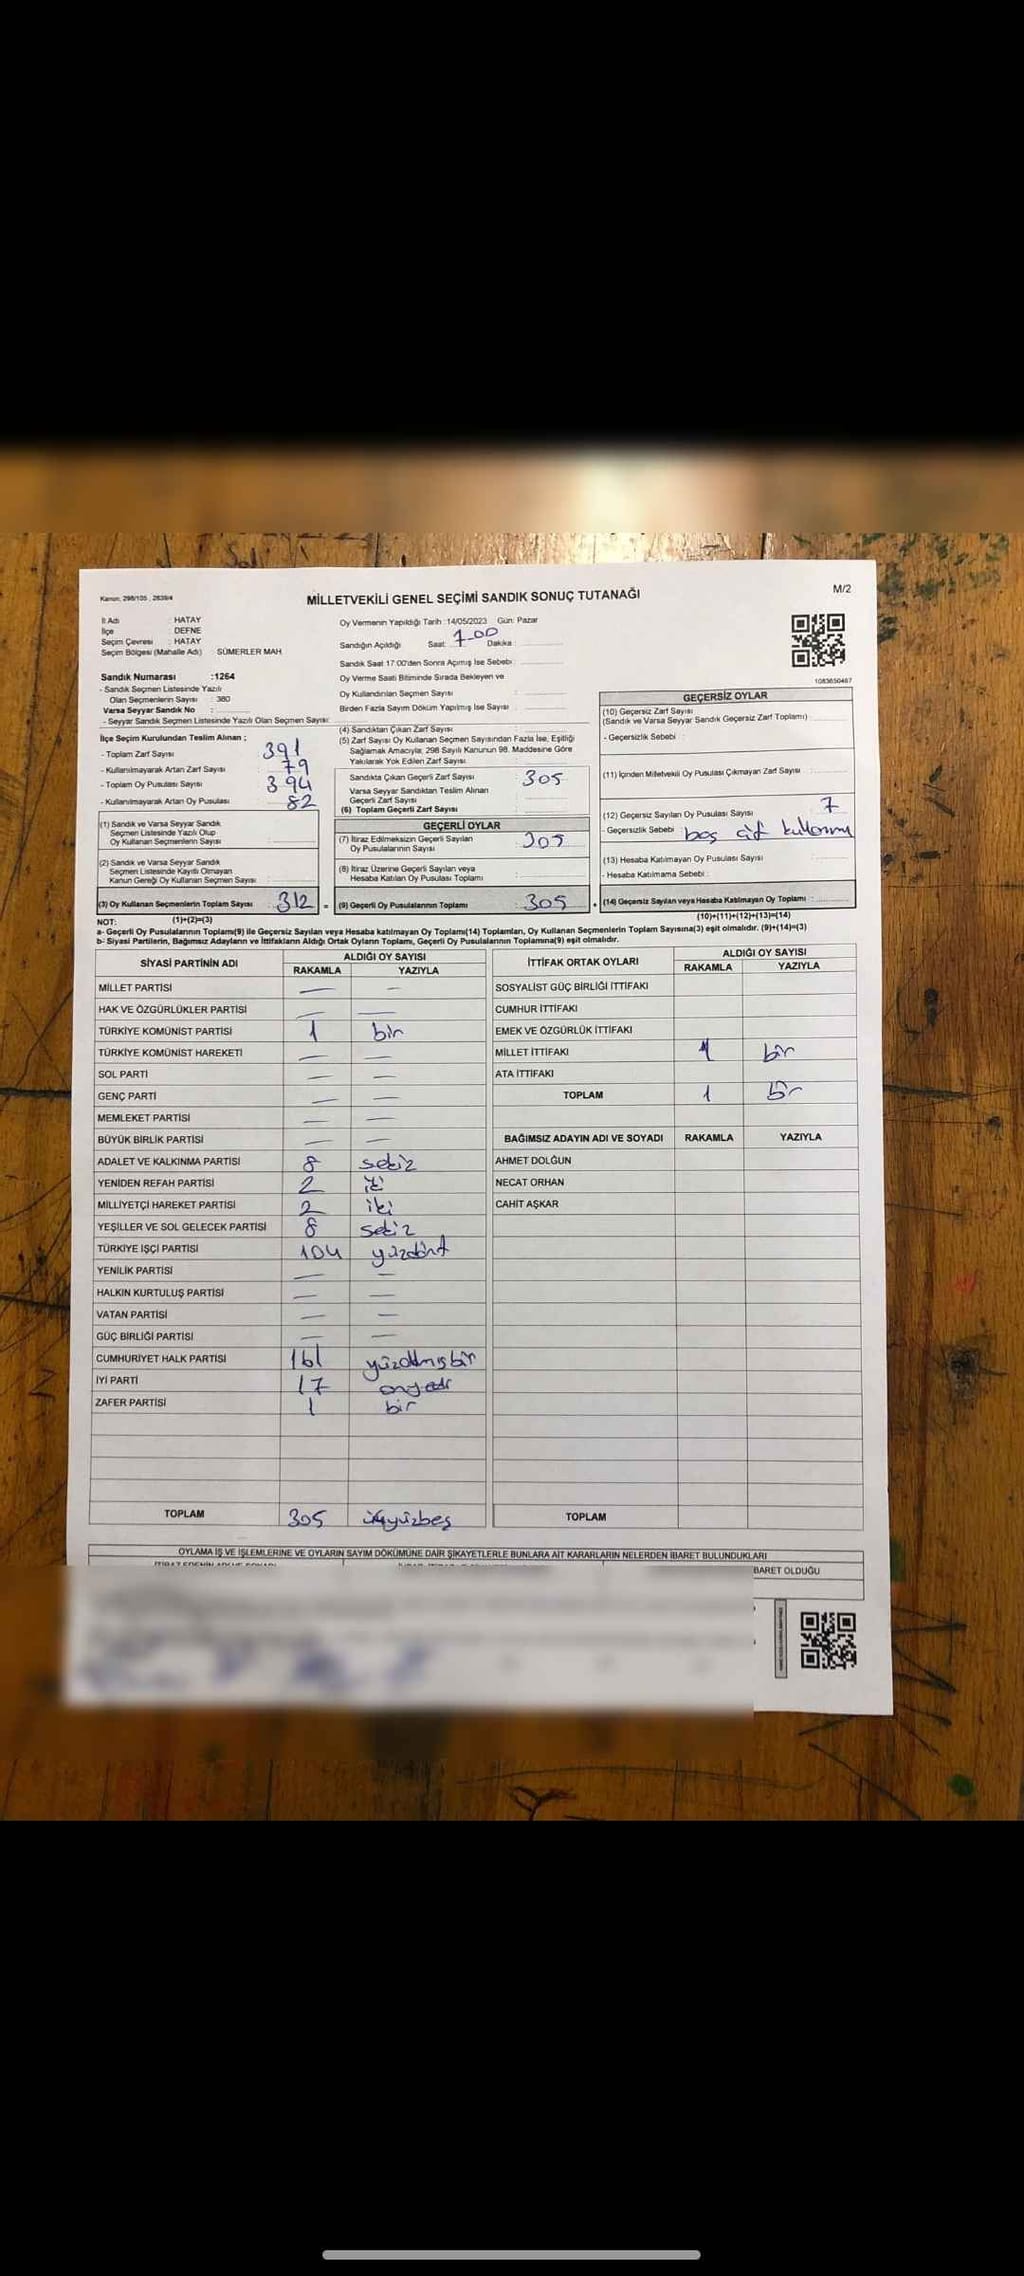 Kanun, 298/105 , 2839/4
MİLLETVEKİLİ GENEL SEÇİMİ SANDIK SONUÇ TUTANAĞI
M/2
İl Adı : HATAY
İlçe : DEFNE
Seçim Çevresi : HATAY
Seçim Bölgesi (Mahalle Adı) : SÜMERLER MAH
Sandık Numarası :1264
- Sandık Seçmen Listesinde Yazılı
Olan Seçmenlerin Sayısı : 380
Varsa Seyyar Sandık No :
- Seyyar Sandık Seçmen Listesinde Yazılı Olan Seçmen Sayısı:
Oy Vermenin Yapıldığı Tarih :14/05/2023 Gün: Pazar
Sandığın Açıldığı Saat: 7-00 Dakika :
Sandık Saat 17:00'den Sonra Açılmış İse Sebebi:
Oy Verme Saati Bitiminde Sırada Bekleyen ve
Oy Kullandırılan Seçmen Sayısı :
Birden Fazla Sayım Döküm Yapılmış İse Sayısı :
1083650487
İlçe Seçim Kurulundan Teslim Alınan :
- Toplam Zarf Sayısı 391
- Kullanılmayarak Artan Zarf Sayısı 79
- Toplam Oy Pusulası Sayısı 394
- Kullanılmayarak Artan Oy Pusulası 82
(1) Sandık ve Varsa Seyyar Sandık
Seçmen Listesinde Yazılı Olup
Oy Kullanan Seçmenlerin Sayısı
(2) Sandık ve Varsa Seyyar Sandık
Seçmen Listesinde Kayıtlı Olmayan
Kanun Gereği Oy Kullanan Seçmen Sayısı
(3) Oy Kullanan Seçmenlerin Toplam Sayısı 312
(4) Sandıktan Çıkan Zarf Sayısı :
(5) Zarf Sayısı Oy Kullanan Seçmen Sayısından Fazla İse, Eşitliği
Sağlamak Amacıyla; 298 Sayılı Kanunun 98. Maddesine Göre
Yakılarak Yok Edilen Zarf Sayısı
Sandıkta Çıkan Geçerli Zarf Sayısı : 305
Varsa Seyyar Sandıktan Teslim Alınan
Geçerli Zarf Sayısı
(6) Toplam Geçerli Zarf Sayısı
GEÇERLİ OYLAR
(7) İtiraz Edilmeksizin Geçerli Sayılan
Oy Pusulalarının Sayısı 305
(8) İtiraz Üzerine Geçerli Sayılan veya
Hesaba Katılan Oy Pusulası Toplamı
= (9) Geçerli Oy Pusulalarının Toplamı 305
GEÇERSİZ OYLAR
(10) Geçersiz Zarf Sayısı
(Sandık ve Varsa Seyyar Sandık Geçersiz Zarf Toplamı)
- Geçersizlik Sebebi :
(11) İçinden Milletvekili Oy Pusulası Çıkmayan Zarf Sayısı :
(12) Geçersiz Sayılan Oy Pusulası Sayısı 7
- Geçersizlik Sebebi boş çif kullanım
(13) Hesaba Katılmayan Oy Pusulası Sayısı
- Hesaba Katılmama Sebebi :
+ (14) Geçersiz Sayılan veya Hesaba Katılmayan Oy Toplamı :
NOT: (1)+(2)=(3)
(10)+(11)+(12)+(13)=(14)
a- Geçerli Oy Pusulalarının Toplamı(9) ile Geçersiz Sayılan veya Hesaba katılmayan Oy Toplamı(14) Toplamları, Oy Kullanan Seçmenlerin Toplam Sayısına(3) eşit olmalıdır. (9)+(14)=(3)
b- Siyasi Partilerin, Bağımsız Adayların ve İttifakların Aldığı Ortak Oyların Toplamı, Geçerli Oy Pusulalarının Toplamına(9) eşit olmalıdır.
SİYASİ PARTİNİN ADI ALDIĞI OY SAYISI
RAKAMLA YAZIYLA
MİLLET PARTİSİ — —
HAK VE ÖZGÜRLÜKLER PARTİSİ — —
TÜRKİYE KOMÜNİST PARTİSİ 1 bir
TÜRKİYE KOMÜNİST HAREKETİ — —
SOL PARTİ — —
GENÇ PARTİ — —
MEMLEKET PARTİSİ — —
BÜYÜK BİRLİK PARTİSİ — —
ADALET VE KALKINMA PARTİSİ 8 sekiz
YENİDEN REFAH PARTİSİ 2 iki
MİLLİYETÇİ HAREKET PARTİSİ 2 iki
YEŞİLLER VE SOL GELECEK PARTİSİ 8 sekiz
TÜRKİYE İŞÇİ PARTİSİ 104 yüzdört
YENİLİK PARTİSİ — —
HALKIN KURTULUŞ PARTİSİ — —
VATAN PARTİSİ — —
GÜÇ BİRLİĞİ PARTİSİ — —
CUMHURİYET HALK PARTİSİ 161 yüzaltmışbir
İYİ PARTİ 17 onyedi
ZAFER PARTİSİ 1 bir
TOPLAM 305 üçyüzbeş
İTTİFAK ORTAK OYLARI ALDIĞI OY SAYISI
RAKAMLA YAZIYLA
SOSYALİST GÜÇ BİRLİĞİ İTTİFAKI
CUMHUR İTTİFAKI
EMEK VE ÖZGÜRLÜK İTTİFAKI
MİLLET İTTİFAKI 1 bir
ATA İTTİFAKI
TOPLAM 1 bir
BAĞIMSIZ ADAYIN ADI VE SOYADI RAKAMLA YAZIYLA
AHMET DOLĞUN
NECAT ORHAN
CAHİT AŞKAR
TOPLAM
OYLAMA İŞ VE İŞLEMLERİNE VE OYLARIN SAYIM DÖKÜMÜNE DAİR ŞİKAYETLERLE BUNLARA AİT KARARLARIN NELERDEN İBARET BULUNDUKLARI
BARET OLDUĞU